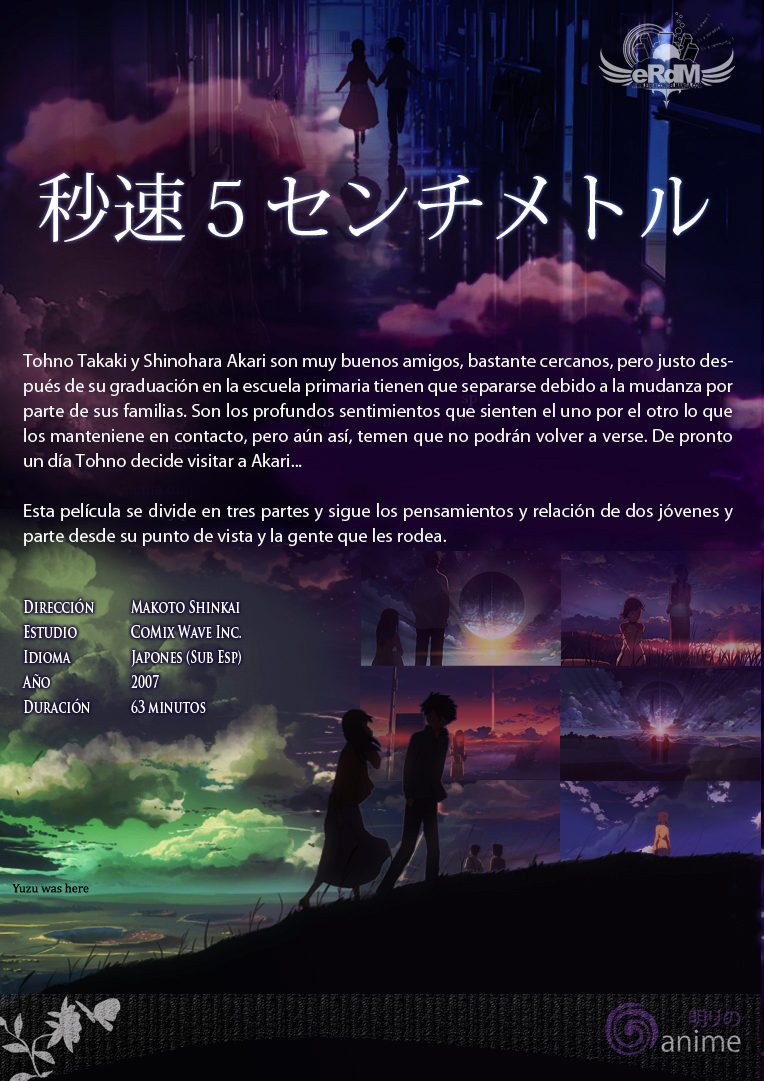 eRdM
秒速５センチメトル
Tohno Takaki y Shinohara Akari son muy buenos amigos, bastante cercanos, pero justo des-
pués de su graduación en la escuela primaria tienen que separarse debido a la mudanza por
parte de sus familias. Son los profundos sentimientos que sienten el uno por el otro lo que
los manteniene en contacto, pero aún así, temen que no podrán volver a verse. De pronto
un día Tohno decide visitar a Akari...
Esta película se divide en tres partes y sigue los pensamientos y relación de dos jóvenes y
parte desde su punto de vista y la gente que les rodea.
Dirección Makoto Shinkai
Estudio CoMix Wave Inc.
Idioma Japones (Sub Esp)
Año 2007
Duración 63 minutos
Yuzu was here
明りの
anime